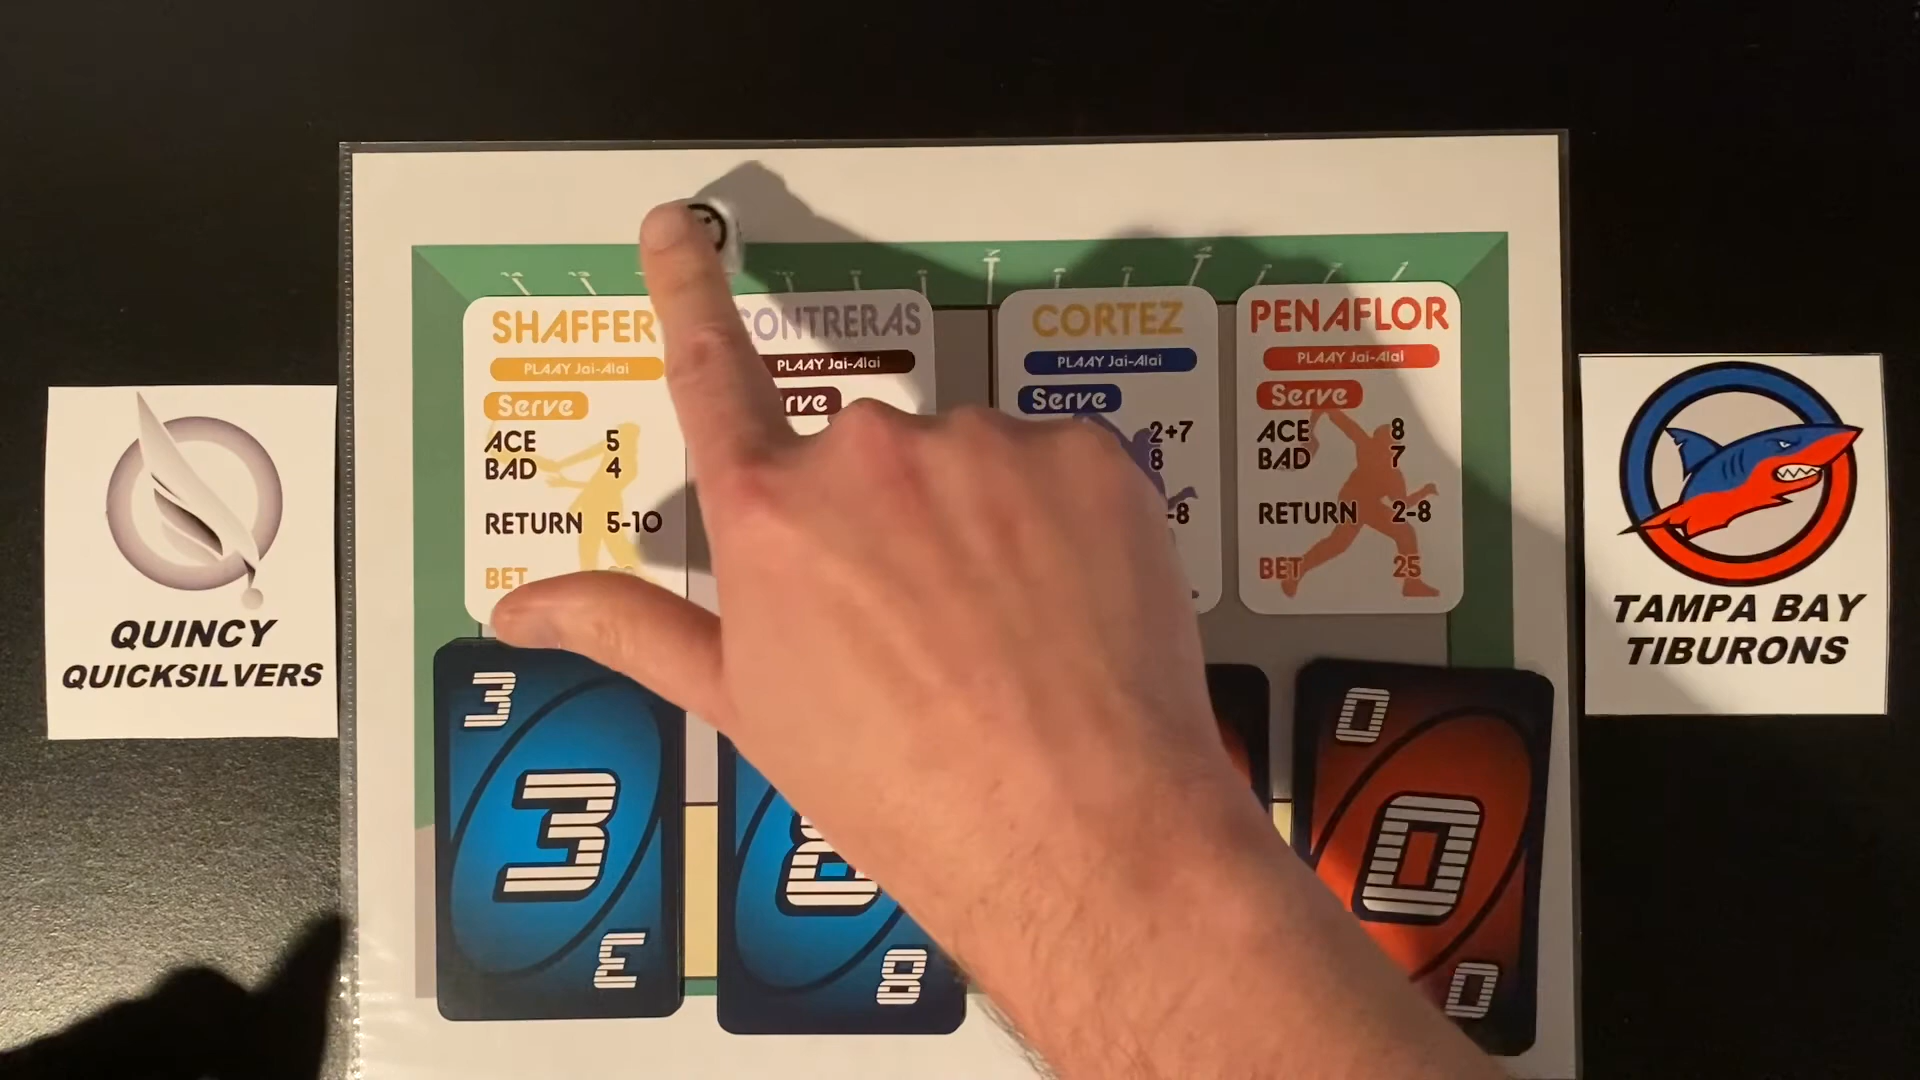 SHAFFER
PLAAY Jai-Alai
Serve
ACE 5
BAD 4
RETURN 5-10
BET
CONTRERAS
PLAAY Jai-Alai
rve
CORTEZ
PLAAY Jai-Alai
Serve
2+7
8
-8
PENAFLOR
PLAAY Jai-Alai
Serve
ACE 8
BAD 7
RETURN 2-8
BET 25
QUINCY
QUICKSILVERS
TAMPA BAY
TIBURONS
3
3
3
8
8
0
0
0